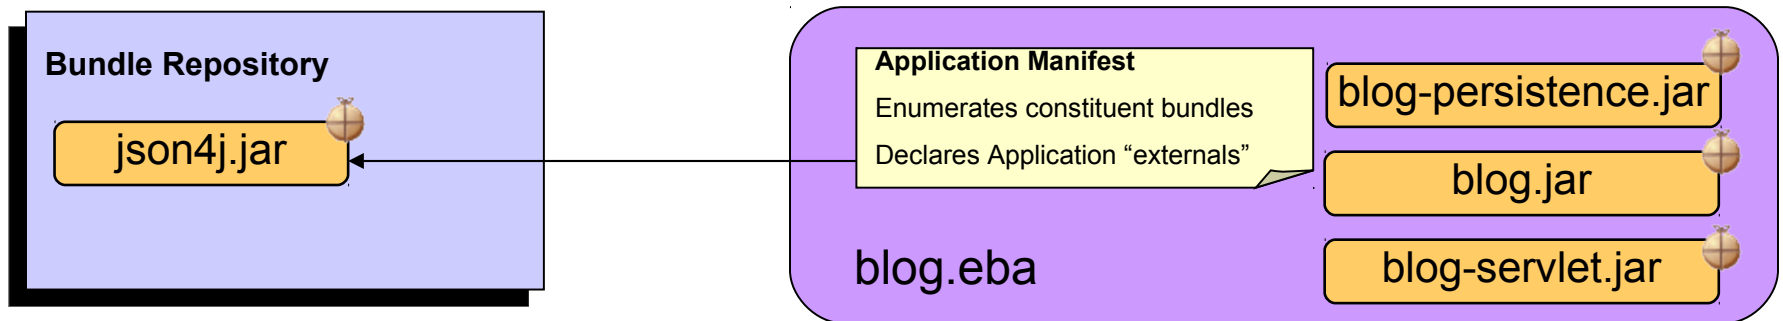 Bundle Repository
json4j.jar
Application Manifest
Enumerates constituent bundles
Declares Application “externals”
blog.eba
blog-persistence.jar
blog.jar
blog-servlet.jar